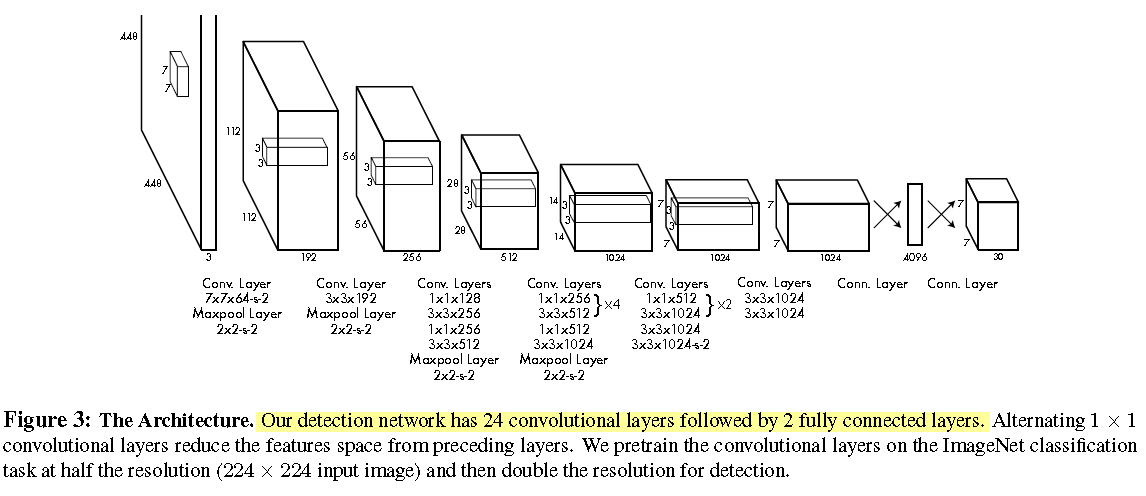 448
7
7
448
3
112
3
3
112
192
56
3
3
56
256
28
3
3
28
512
14
3
3
14
1024
7
3
3
7
1024
7
7
1024
4096
7
7
30
Conv. Layer
7x7x64-s-2
Maxpool Layer
2x2-s-2
Conv. Layer
3x3x192
Maxpool Layer
2x2-s-2
Conv. Layers
1x1x128
3x3x256
1x1x256
3x3x512
Maxpool Layer
2x2-s-2
Conv. Layers
1x1x256
3x3x512
}×4
1x1x512
3x3x1024
Maxpool Layer
2x2-s-2
Conv. Layers
1x1x512
3x3x1024
}×2
3x3x1024
3x3x1024-s-2
Conv. Layers
3x3x1024
3x3x1024
Conn. Layer
Conn. Layer
Figure 3: The Architecture. Our detection network has 24 convolutional layers followed by 2 fully connected layers. Alternating 1 × 1
convolutional layers reduce the features space from preceding layers. We pretrain the convolutional layers on the ImageNet classification
task at half the resolution (224 × 224 input image) and then double the resolution for detection.